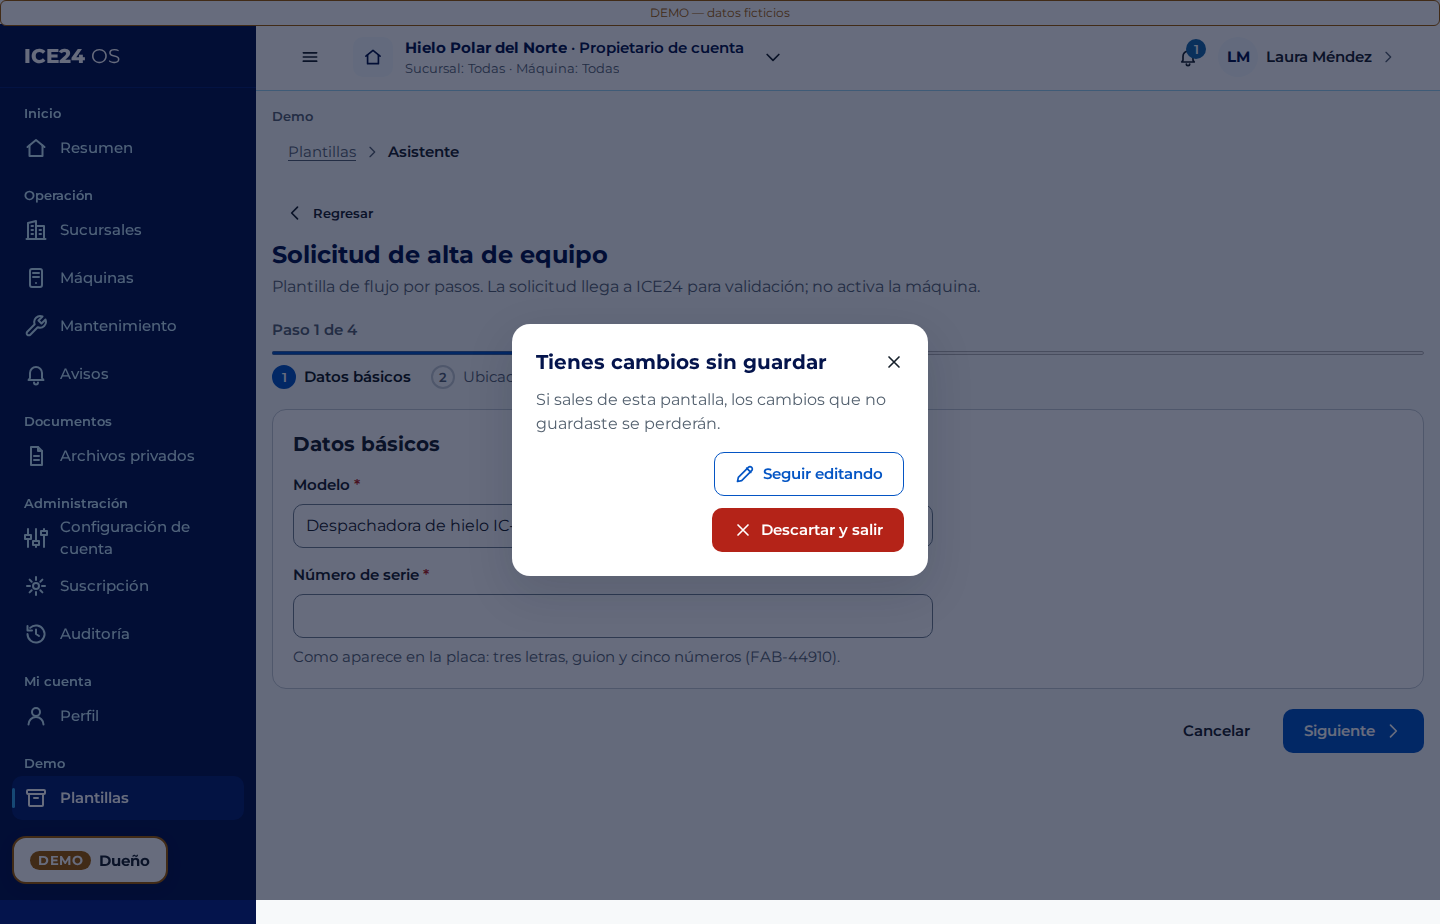 DEMO — datos ficticios
ICE24 OS
Inicio
Resumen
Operación
Sucursales
Máquinas
Mantenimiento
Avisos
Documentos
Archivos privados
Administración
Configuración de
cuenta
Suscripción
Auditoría
Mi cuenta
Perfil
Demo
Plantillas
DEMO Dueño
Hielo Polar del Norte · Propietario de cuenta
Sucursal: Todas · Máquina: Todas
1
LM Laura Méndez
Demo
Plantillas Asistente
Regresar
Solicitud de alta de equipo
Plantilla de flujo por pasos. La solicitud llega a ICE24 para validación; no activa la máquina.
Paso 1 de 4
1 Datos básicos 2
Datos básicos
Modelo *
Despachadora de hielo
Número de serie *
Como aparece en la placa: tres letras, guion y cinco números (FAB-44910).
Cancelar Siguiente
Tienes cambios sin guardar
Si sales de esta pantalla, los cambios que no
guardaste se perderán.
Seguir editando
Descartar y salir